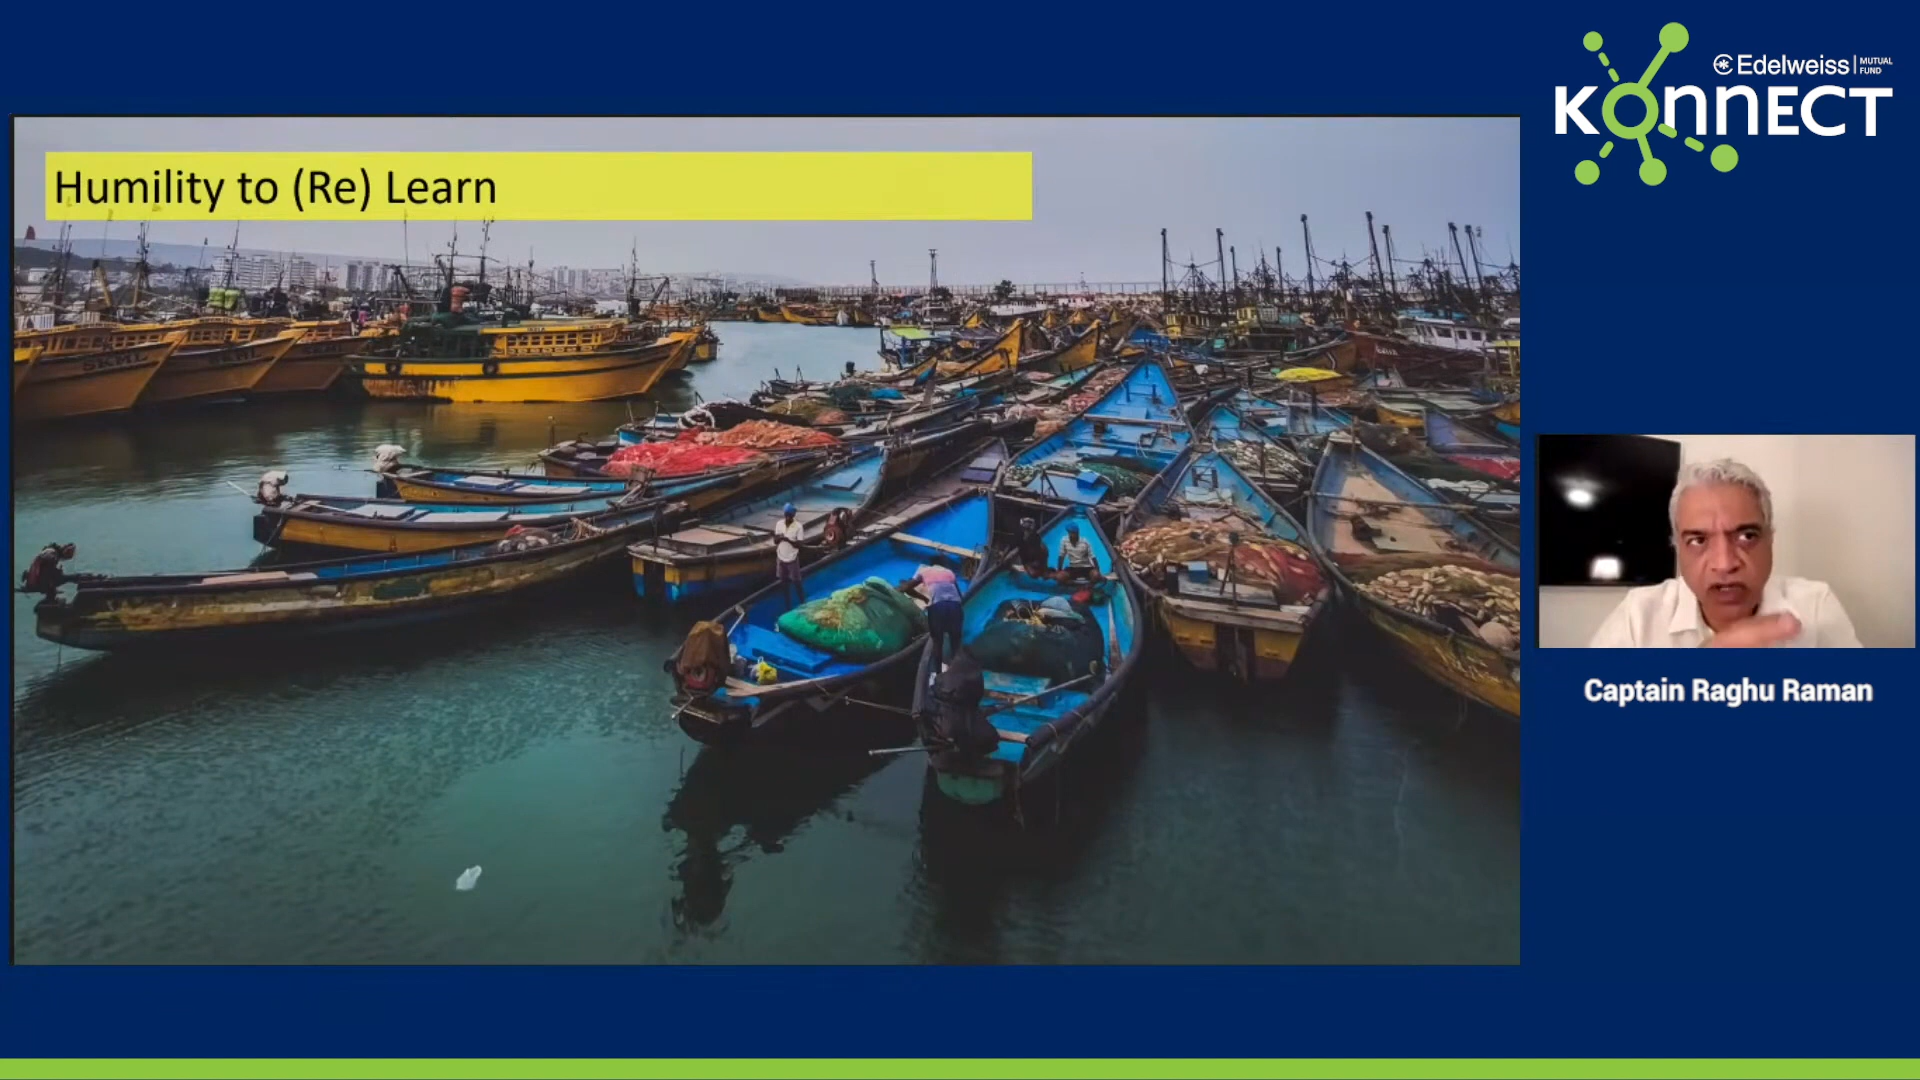 Humility to (Re) Learn
Edelweiss
MUTUAL
FUND
KONNECT
Captain Raghu Raman